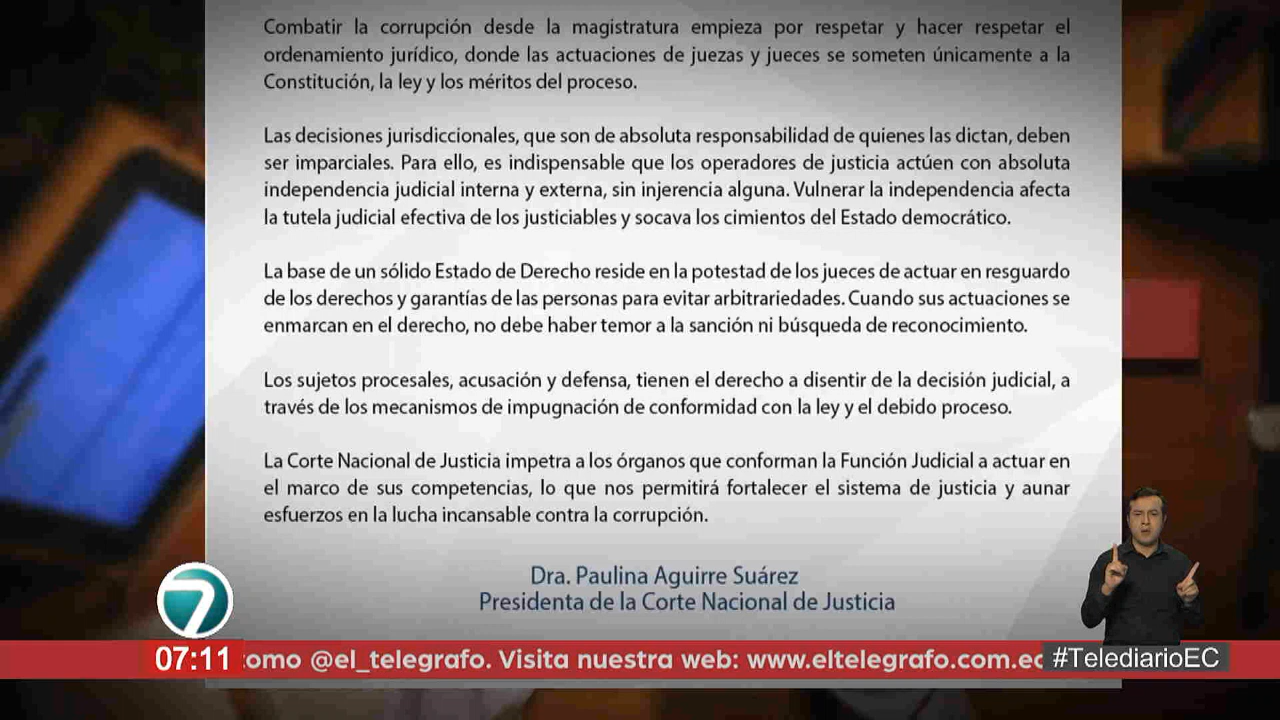 Combatir la corrupción desde la magistratura empieza por respetar y hacer respetar el
ordenamiento jurídico, donde las actuaciones de juezas y jueces se someten únicamente a la
Constitución, la ley y los méritos del proceso.
Las decisiones jurisdiccionales, que son de absoluta responsabilidad de quienes las dictan, deben
ser imparciales. Para ello, es indispensable que los operadores de justicia actúen con absoluta
independencia judicial interna y externa, sin injerencia alguna. Vulnerar la independencia afecta
la tutela judicial efectiva de los justiciables y socava los cimientos del Estado democrático.
La base de un sólido Estado de Derecho reside en la potestad de los jueces de actuar en resguardo
de los derechos y garantías de las personas para evitar arbitrariedades. Cuando sus actuaciones se
enmarcan en el derecho, no debe haber temor a la sanción ni búsqueda de reconocimiento.
Los sujetos procesales, acusación y defensa, tienen el derecho a disentir de la decisión judicial, a
través de los mecanismos de impugnación de conformidad con la ley y el debido proceso.
La Corte Nacional de Justicia impetra a los órganos que conforman la Función Judicial a actuar en
el marco de sus competencias, lo que nos permitirá fortalecer el sistema de justicia y aunar
esfuerzos en la lucha incansable contra la corrupción.
Dra. Paulina Aguirre Suárez
Presidenta de la Corte Nacional de Justicia
7
07:11 como @el_telegrafo. Visita nuestra web: www.eltelegrafo.com.ec #TelediarioEC